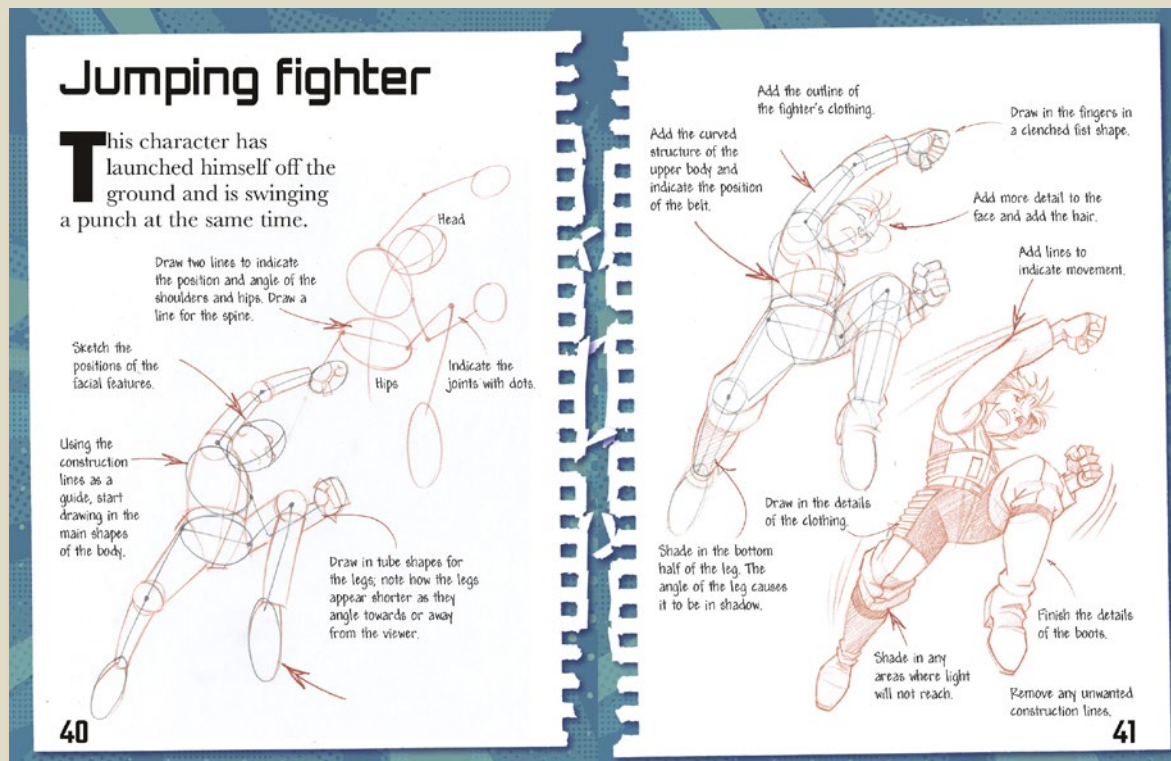 Jumping fighter
This character has
launched himself off the
ground and is swinging
a punch at the same time.
Head
Draw two lines to indicate
the position and angle of the
shoulders and hips. Draw a
line for the spine.
Sketch the
positions of the
facial features.
Hips
Indicate the
joints with dots.
Using the
construction
lines as a
guide, start
drawing in the
main shapes
of the body.
Draw in tube shapes for
the legs; note how the legs
appear shorter as they
angle towards or away
from the viewer.
40
Add the outline of
the fighter's clothing.
Draw in the fingers in
a clenched fist shape.
Add the curved
structure of the
upper body and
indicate the position
of the belt.
Add more detail to the
face and add the hair.
Add lines to
indicate movement.
Draw in the details
of the clothing.
Shade in the bottom
half of the leg. The
angle of the leg causes
it to be in shadow.
Finish the details
of the boots.
Shade in any
areas where light
will not reach.
Remove any unwanted
construction lines.
41